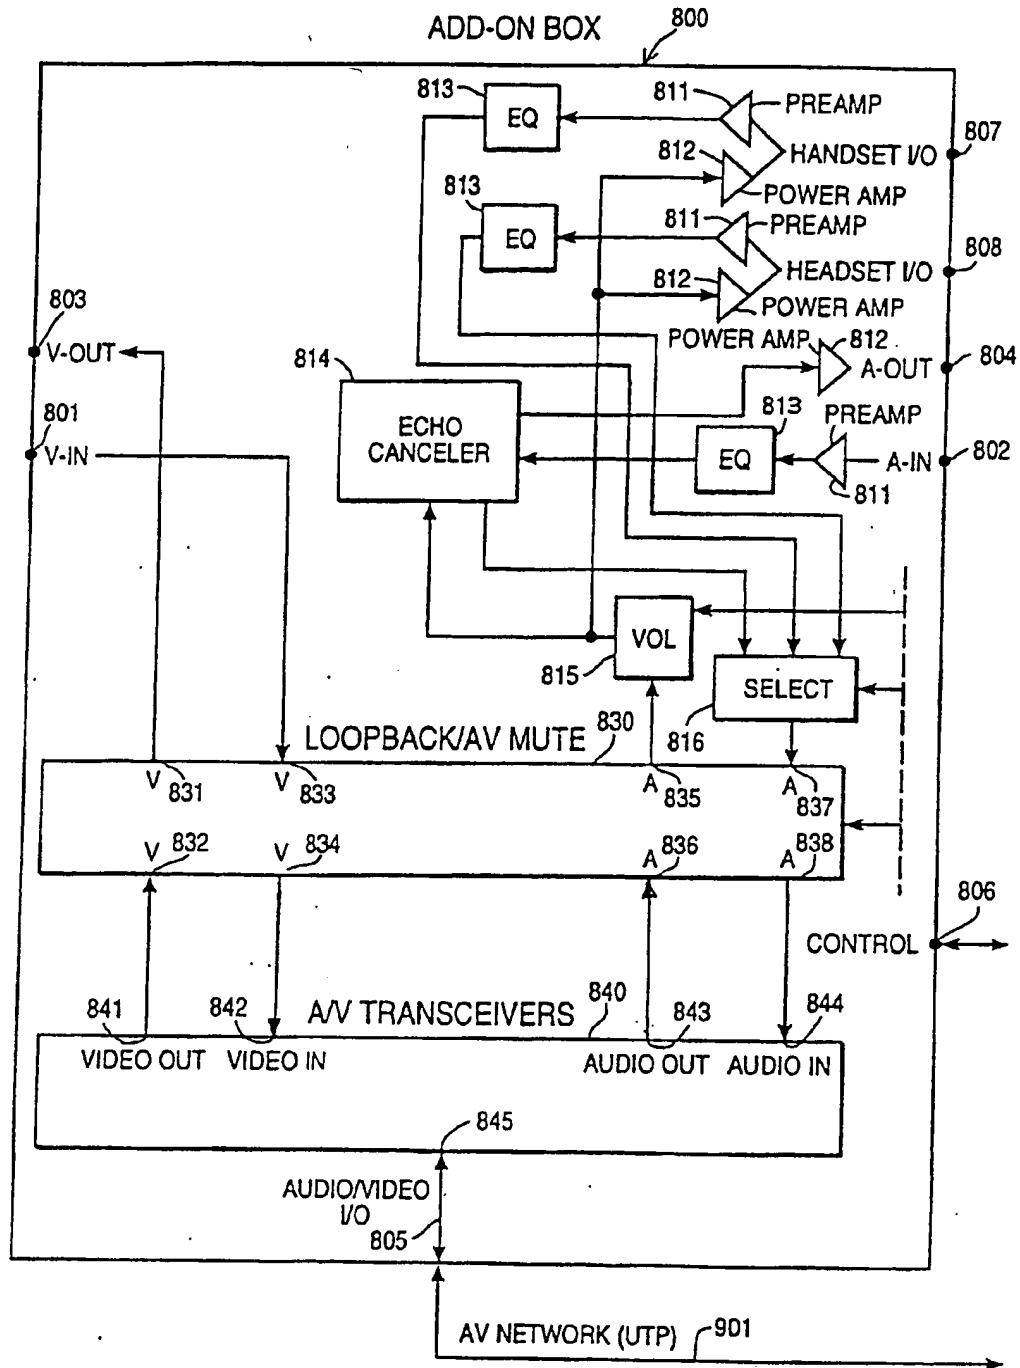 ADD-ON BOX
800
813
EQ
811
PREAMP
807
HANDSET I/O
812
POWER AMP
813
EQ
811
PREAMP
808
HEADSET I/O
812
POWER AMP
803
V-OUT
814
POWER AMP
812
A-OUT
804
801
V-IN
ECHO
CANCELER
813
EQ
PREAMP
A-IN
802
811
VOL
815
SELECT
816
LOOPBACK/AV MUTE
830
V
831
V
833
A
835
A
837
V
832
V
834
A
836
A
838
806
CONTROL
A/V TRANSCEIVERS
840
841
842
843
844
VIDEO OUT
VIDEO IN
AUDIO OUT
AUDIO IN
845
AUDIO/VIDEO
I/O
805
AV NETWORK (UTP)
901